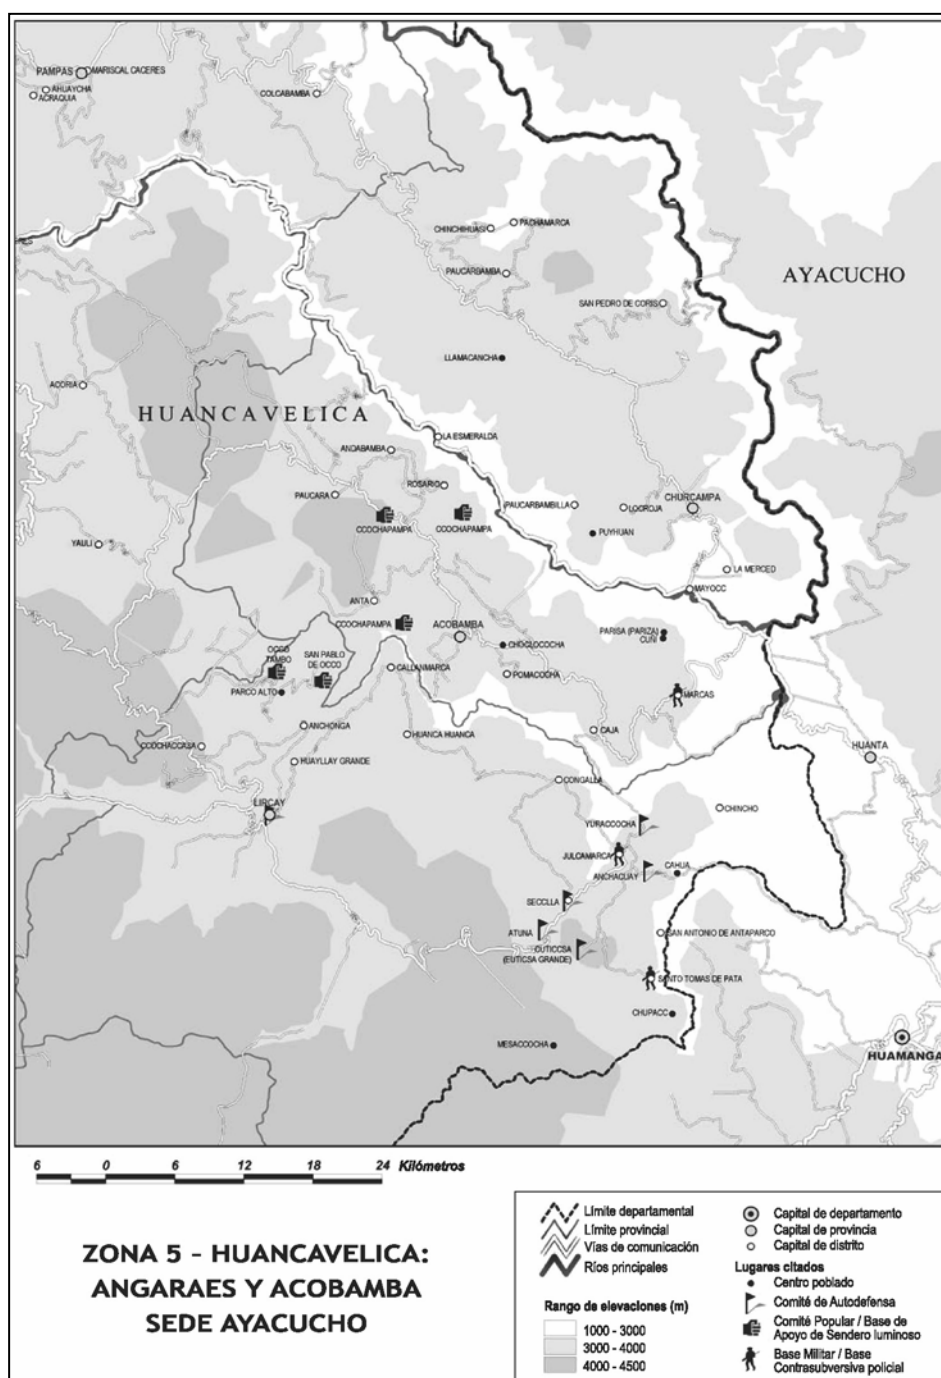 PAMPAS
MARISCAL CACERES
AHUAYCHA
ACRAQUIA
COLCABAMBA
PACHAMARCA
CHINCHIHUASI
PAUCARBAMBA
AYACUCHO
SAN PEDRO DE CORIS
LLAMACANCHA
ACORIA
HUANCAVELICA
LA ESMERALDA
ANDABAMBA
ROSARIO
PAUCARA
CHURCAMPA
PAUCARBAMBILLA
LOCROJA
CCOCHAPAMPA
CCOCHAPAMPA
PUYHUAN
YAULI
LA MERCED
MAYOCC
ANTA
CCOCHAPAMPA
ACOBAMBA
PARISA (PARIZA)
CUÑI
CHOCLOCOCHA
OCCO
TAMBO
SAN PABLO
DE OCCO
CALLANMARCA
POMACOCHA
PARCO ALTO
MARCAS
ANCHONGA
HUANCA HUANCA
CAJA
CCOCHACCASA
HUANTA
HUAYLLAY GRANDE
CONGALLA
LIRCAY
CHINCHO
YURACCOCHA
JULCAMARCA
ANCHAGUAY
CAHUA
SECCLLA
ATUNA
CUTICCSA
(EUTICSA GRANDE)
SAN ANTONIO DE ANTAPARCO
SANTO TOMAS DE PATA
CHUPACC
MESACCOCHA
HUAMANGA
6 0 6 12 18 24 Kilómetros
ZONA 5 - HUANCAVELICA:
ANGARAES Y ACOBAMBA
SEDE AYACUCHO
Límite departamental
Límite provincial
Vías de comunicación
Ríos principales
Rango de elevaciones (m)
1000 - 3000
3000 - 4000
4000 - 4500
Capital de departamento
Capital de provincia
Capital de distrito
Lugares citados
Centro poblado
Comité de Autodefensa
Comité Popular / Base de
Apoyo de Sendero luminoso
Base Militar / Base
Contrasubversiva policial